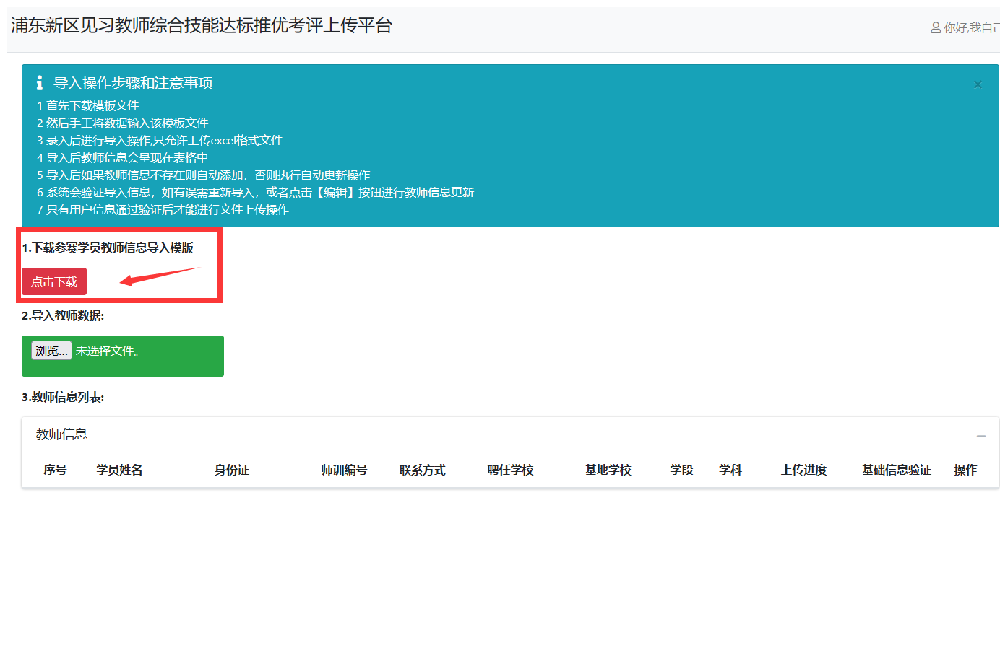 浦东新区见习教师综合技能达标推优考评上传平台
你好,我自己
导入操作步骤和注意事项
×
1 首先下载模板文件
2 然后手工将数据输入该模板文件
3 录入后进行导入操作,只允许上传excel格式文件
4 导入后教师信息会呈现在表格中
5 导入后如果教师信息不存在则自动添加，否则执行自动更新操作
6 系统会验证导入信息，如有误需重新导入，或者点击【编辑】按钮进行教师信息更新
7 只有用户信息通过验证后才能进行文件上传操作
1.下载参赛学员教师信息导入模版
点击下载
2.导入教师数据:
浏览... 未选择文件。
3.教师信息列表:
教师信息
序号 学员姓名 身份证 师训编号 联系方式 聘任学校 基地学校 学段 学科 上传进度 基础信息验证 操作